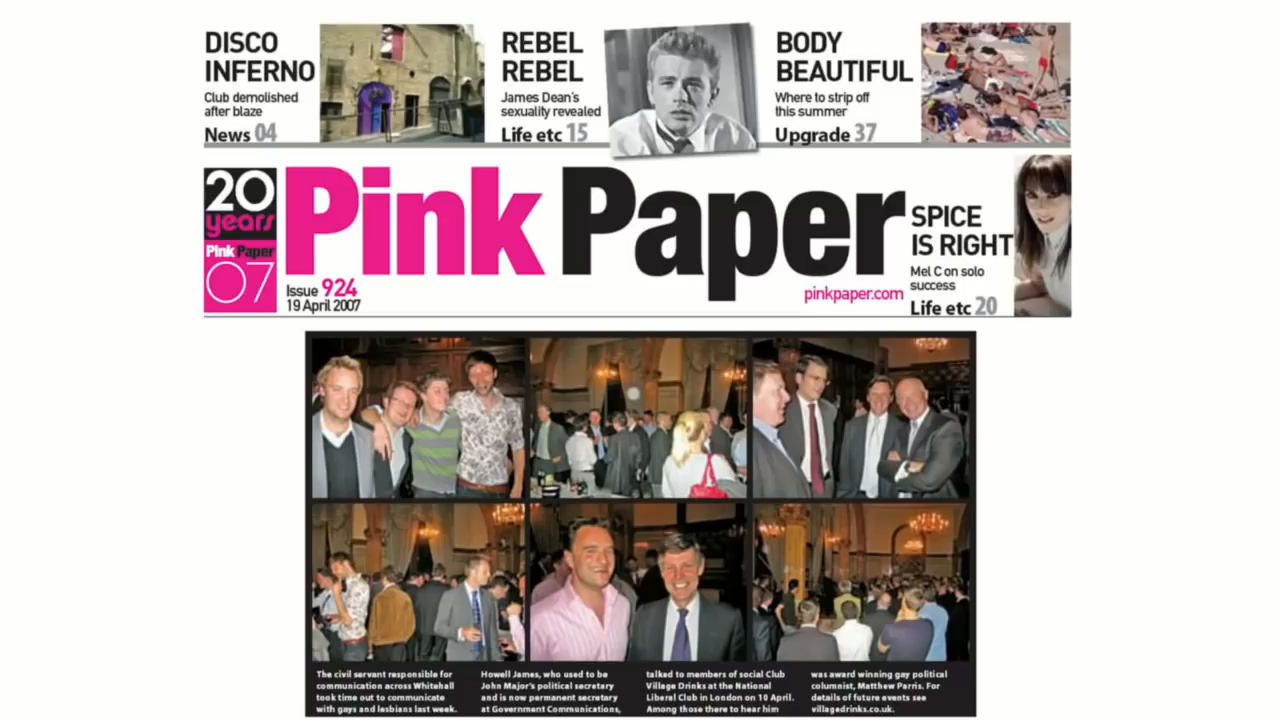 DISCO
INFERNO
Club demolished
after blaze
News 04
REBEL
REBEL
James Dean's
sexuality revealed
Life etc 15
BODY
BEAUTIFUL
Where to strip off
this summer
Upgrade 37
20
years
Pink Paper
07
Pink Paper
Issue 924
19 April 2007
pinkpaper.com
SPICE
IS RIGHT
Mel C on solo
success
Life etc 20
The civil servant responsible for
communication across Whitehall
took time out to communicate
with gays and lesbians last week.
Howell James, who used to be
John Major's political secretary
and is now permanent secretary
at Government Communications,
talked to members of social Club
Village Drinks at the National
Liberal Club in London on 10 April.
Among those there to hear him
was award winning gay political
columnist, Matthew Parris. For
details of future events see
villagedrinks.co.uk.